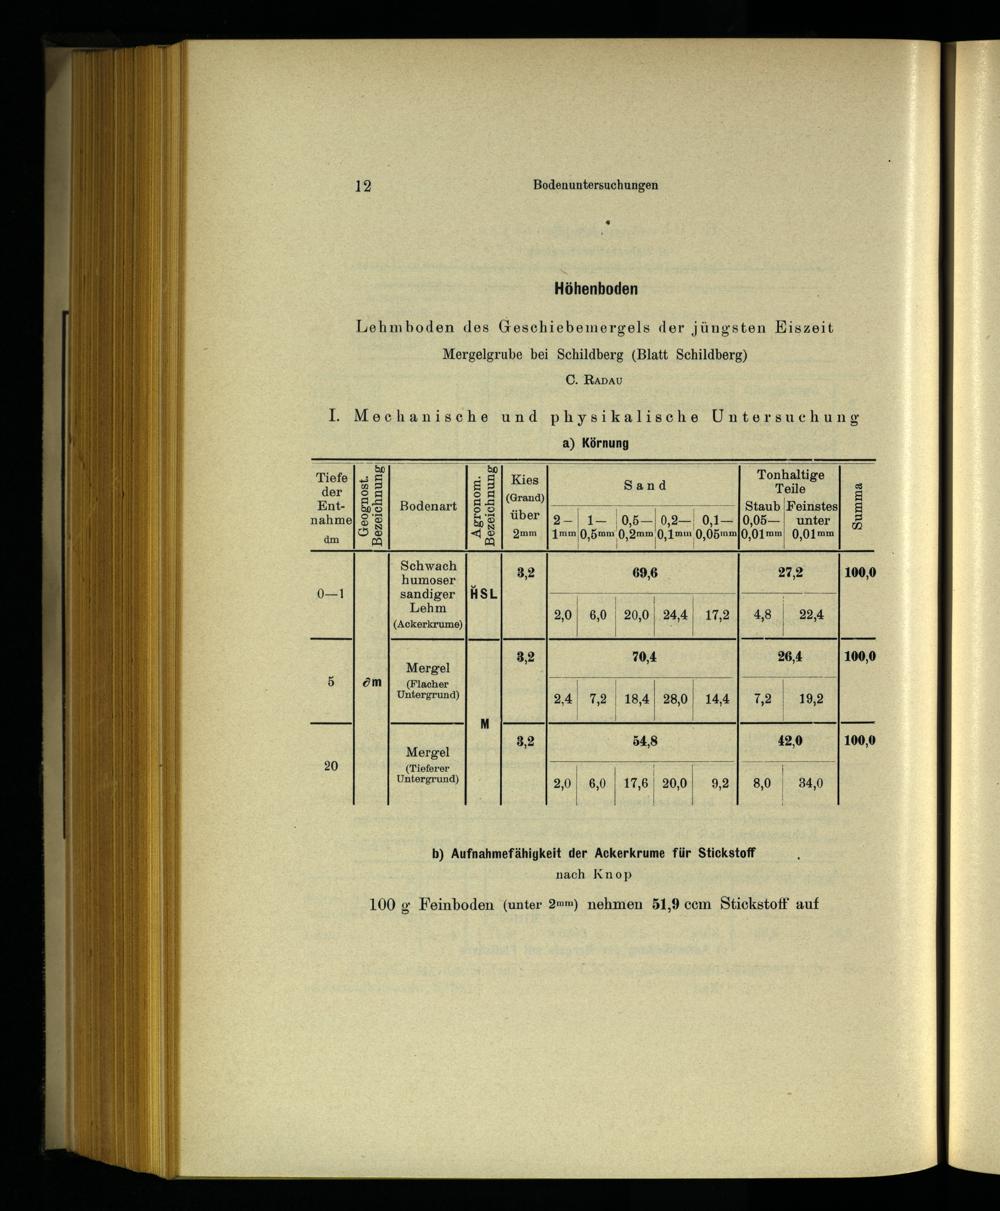 12 Bodenuntersuchungen
Höhenboden
Lehmboden des Geschiebemergels der jüngsten Eiszeit
Mergelgrube bei Schildberg (Blatt Schildberg)
C. RADAU
I. Mechanische und physikalische Untersuchung
a) Körnung
Tiefe der Ent-nahme dm | Geognost. Bezeichnung | Bodenart | Agronom. Bezeichnung | Kies (Grand) über 2mm | Sand | Tonhaltige Teile | Summa
2— 1mm | 1— 0,5mm | 0,5— 0,2mm | 0,2— 0,1mm | 0,1— 0,05mm | Staub 0,05— 0,01mm | Feinstes unter 0,01mm
0—1 | ∂m | Schwach humoser sandiger Lehm (Ackerkrume) | H̆SL | 3,2 | 69,6 | 27,2 | 100,0
2,0 | 6,0 | 20,0 | 24,4 | 17,2 | 4,8 | 22,4
5 | Mergel (Flacher Untergrund) | M | 3,2 | 70,4 | 26,4 | 100,0
2,4 | 7,2 | 18,4 | 28,0 | 14,4 | 7,2 | 19,2
20 | Mergel (Tieferer Untergrund) | 3,2 | 54,8 | 42,0 | 100,0
2,0 | 6,0 | 17,6 | 20,0 | 9,2 | 8,0 | 34,0
b) Aufnahmefähigkeit der Ackerkrume für Stickstoff
nach Knop
100 g Feinboden (unter 2mm) nehmen 51,9 ccm Stickstoff auf